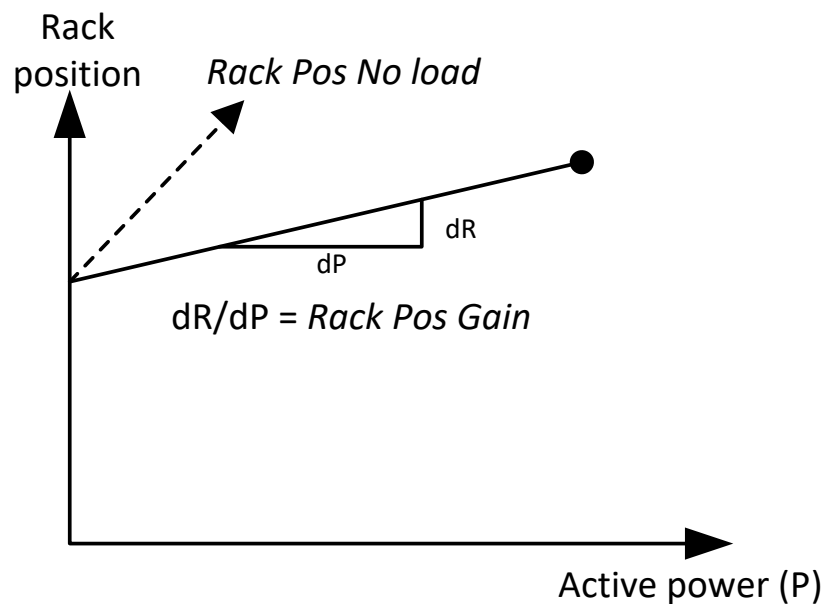 Rack
position
Rack Pos No load
dR
dP
dR/dP = Rack Pos Gain
Active power (P)